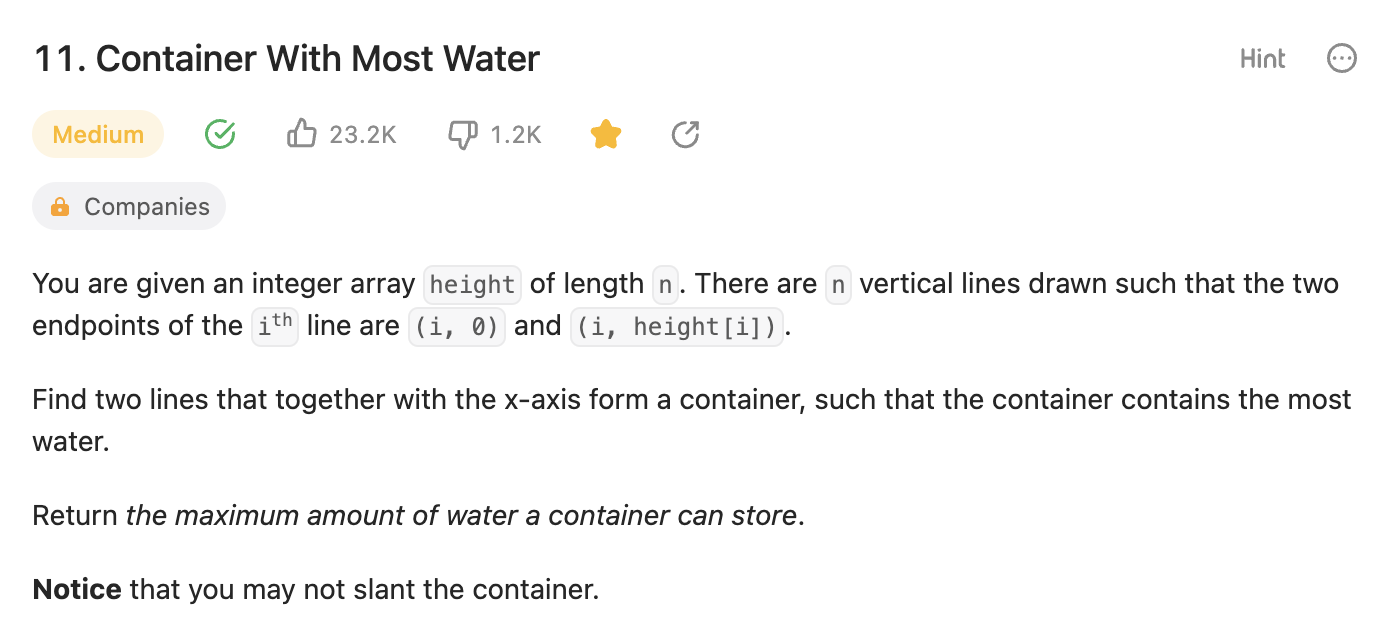 11. Container With Most Water
Hint
Medium
23.2K
1.2K
Companies
You are given an integer array height of length n. There are n vertical lines drawn such that the two
endpoints of the ith line are (i, 0) and (i, height[i]).
Find two lines that together with the x-axis form a container, such that the container contains the most
water.
Return the maximum amount of water a container can store.
Notice that you may not slant the container.